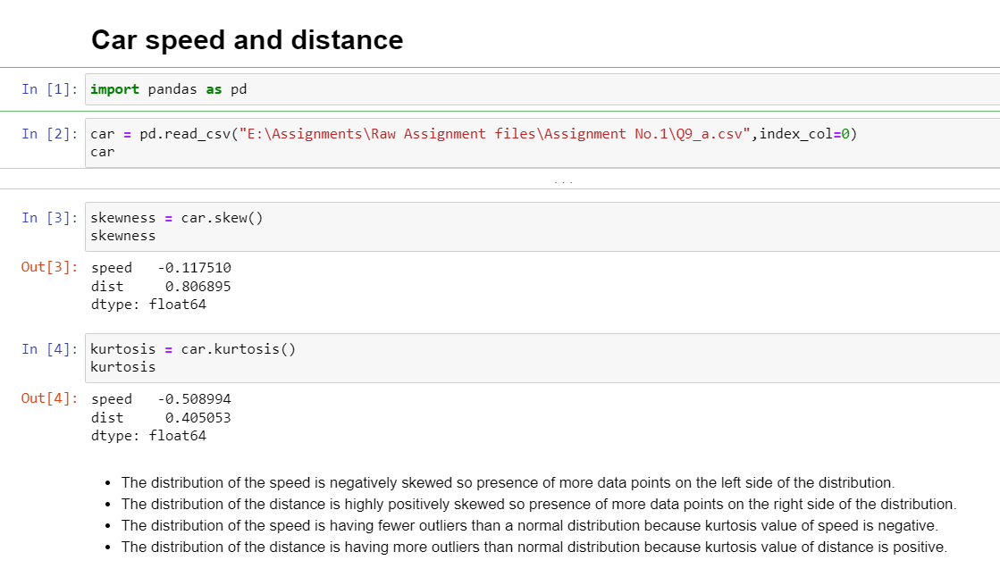 Car speed and distance
In [1]: import pandas as pd
In [2]: car = pd.read_csv("E:\Assignments\Raw Assignment files\Assignment No.1\Q9_a.csv",index_col=0)
car
...
In [3]: skewness = car.skew()
skewness
Out[3]: speed   -0.117510
dist     0.806895
dtype: float64
In [4]: kurtosis = car.kurtosis()
kurtosis
Out[4]: speed   -0.508994
dist     0.405053
dtype: float64
• The distribution of the speed is negatively skewed so presence of more data points on the left side of the distribution.
• The distribution of the distance is highly positively skewed so presence of more data points on the right side of the distribution.
• The distribution of the speed is having fewer outliers than a normal distribution because kurtosis value of speed is negative.
• The distribution of the distance is having more outliers than normal distribution because kurtosis value of distance is positive.